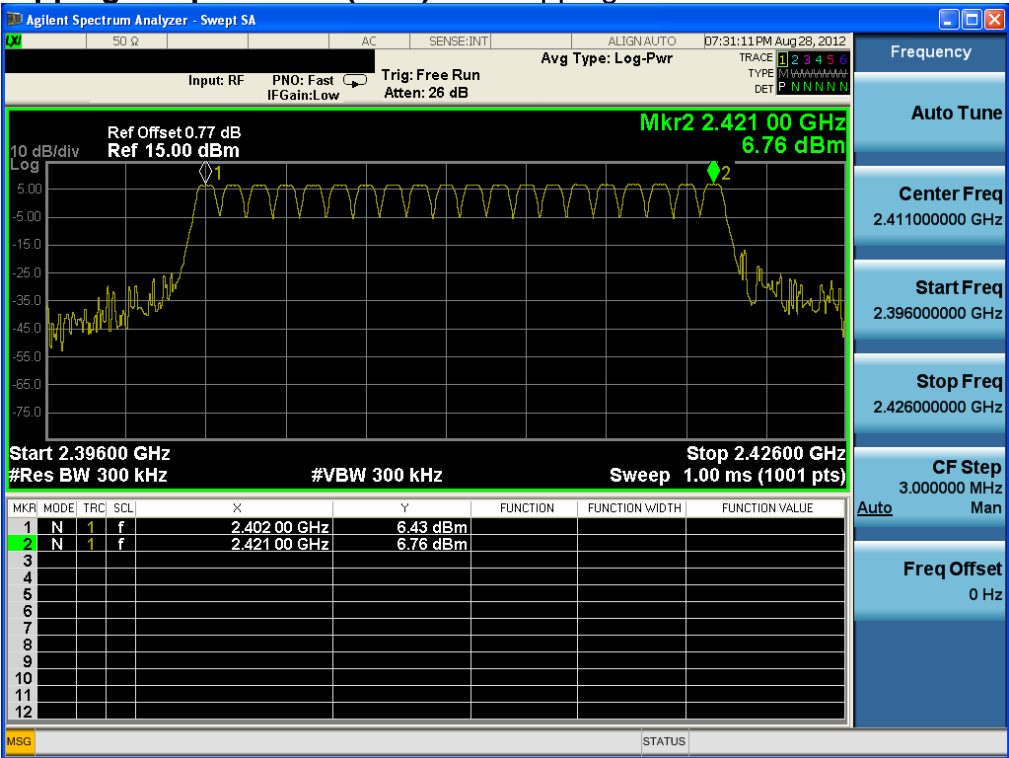 Agilent Spectrum Analyzer - Swept SA
LXI 50 Ω AC SENSE:INT ALIGN AUTO 07:31:11 PM Aug 28, 2012
Frequency
Avg Type: Log-Pwr
TRACE 1 2 3 4 5 6
TYPE M
DET P N N N N N
Input: RF PNO: Fast Trig: Free Run
IFGain:Low Atten: 26 dB
Auto Tune
Mkr2 2.421 00 GHz
6.76 dBm
Ref Offset 0.77 dB
10 dB/div Ref 15.00 dBm
Log
1
2
5.00
-5.00
-15.0
-25.0
-35.0
-45.0
-55.0
-65.0
-75.0
Center Freq
2.411000000 GHz
Start Freq
2.396000000 GHz
Stop Freq
2.426000000 GHz
Start 2.39600 GHz Stop 2.42600 GHz
#Res BW 300 kHz #VBW 300 kHz Sweep 1.00 ms (1001 pts)
CF Step
3.000000 MHz
Auto Man
MKR MODE TRC SCL X Y FUNCTION FUNCTION WIDTH FUNCTION VALUE
1 N 1 f 2.402 00 GHz 6.43 dBm
2 N 1 f 2.421 00 GHz 6.76 dBm
3
4
5
6
7
8
9
10
11
12
Freq Offset
0 Hz
MSG STATUS